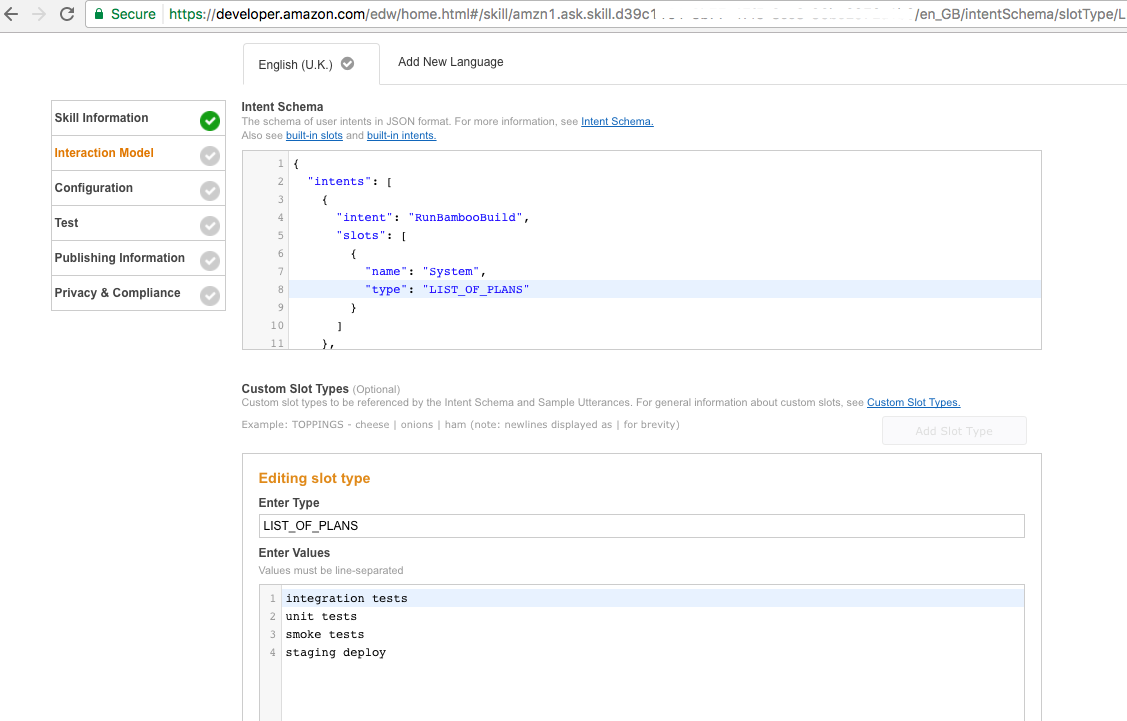 Secure https://developer.amazon.com/edw/home.html#/skill/amzn1.ask.skill.d39c1 /en_GB/intentSchema/slotType/L
English (U.K.) Add New Language
Skill Information
Interaction Model
Configuration
Test
Publishing Information
Privacy & Compliance
Intent Schema
The schema of user intents in JSON format. For more information, see Intent Schema.
Also see built-in slots and built-in intents.
1 {
2 "intents": [
3 {
4 "intent": "RunBambooBuild",
5 "slots": [
6 {
7 "name": "System",
8 "type": "LIST_OF_PLANS"
9 }
10 ]
11 },
Custom Slot Types (Optional)
Custom slot types to be referenced by the Intent Schema and Sample Utterances. For general information about custom slots, see Custom Slot Types.
Example: TOPPINGS - cheese | onions | ham (note: newlines displayed as | for brevity)
Add Slot Type
Editing slot type
Enter Type
LIST_OF_PLANS
Enter Values
Values must be line-separated
1 integration tests
2 unit tests
3 smoke tests
4 staging deploy